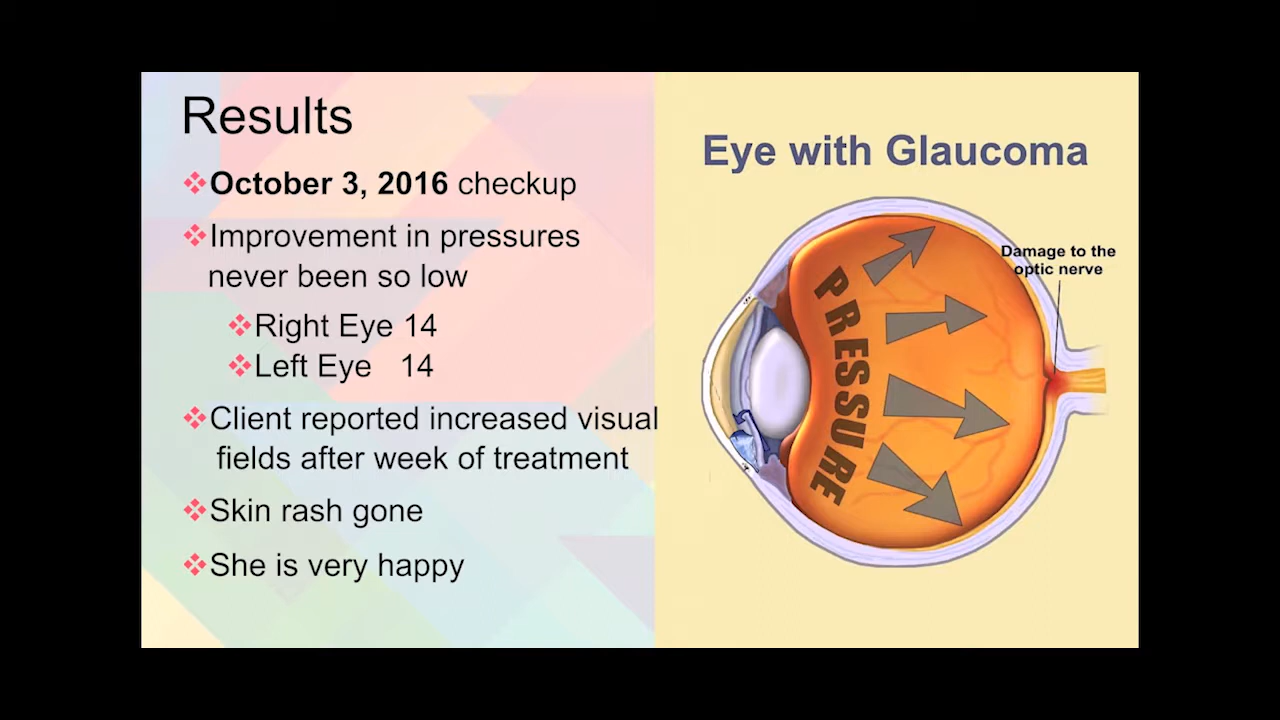 Results
October 3, 2016 checkup
Improvement in pressures
never been so low
Right Eye 14
Left Eye 14
Client reported increased visual
fields after week of treatment
Skin rash gone
She is very happy
Eye with Glaucoma
Damage to the
optic nerve
PRESSURE